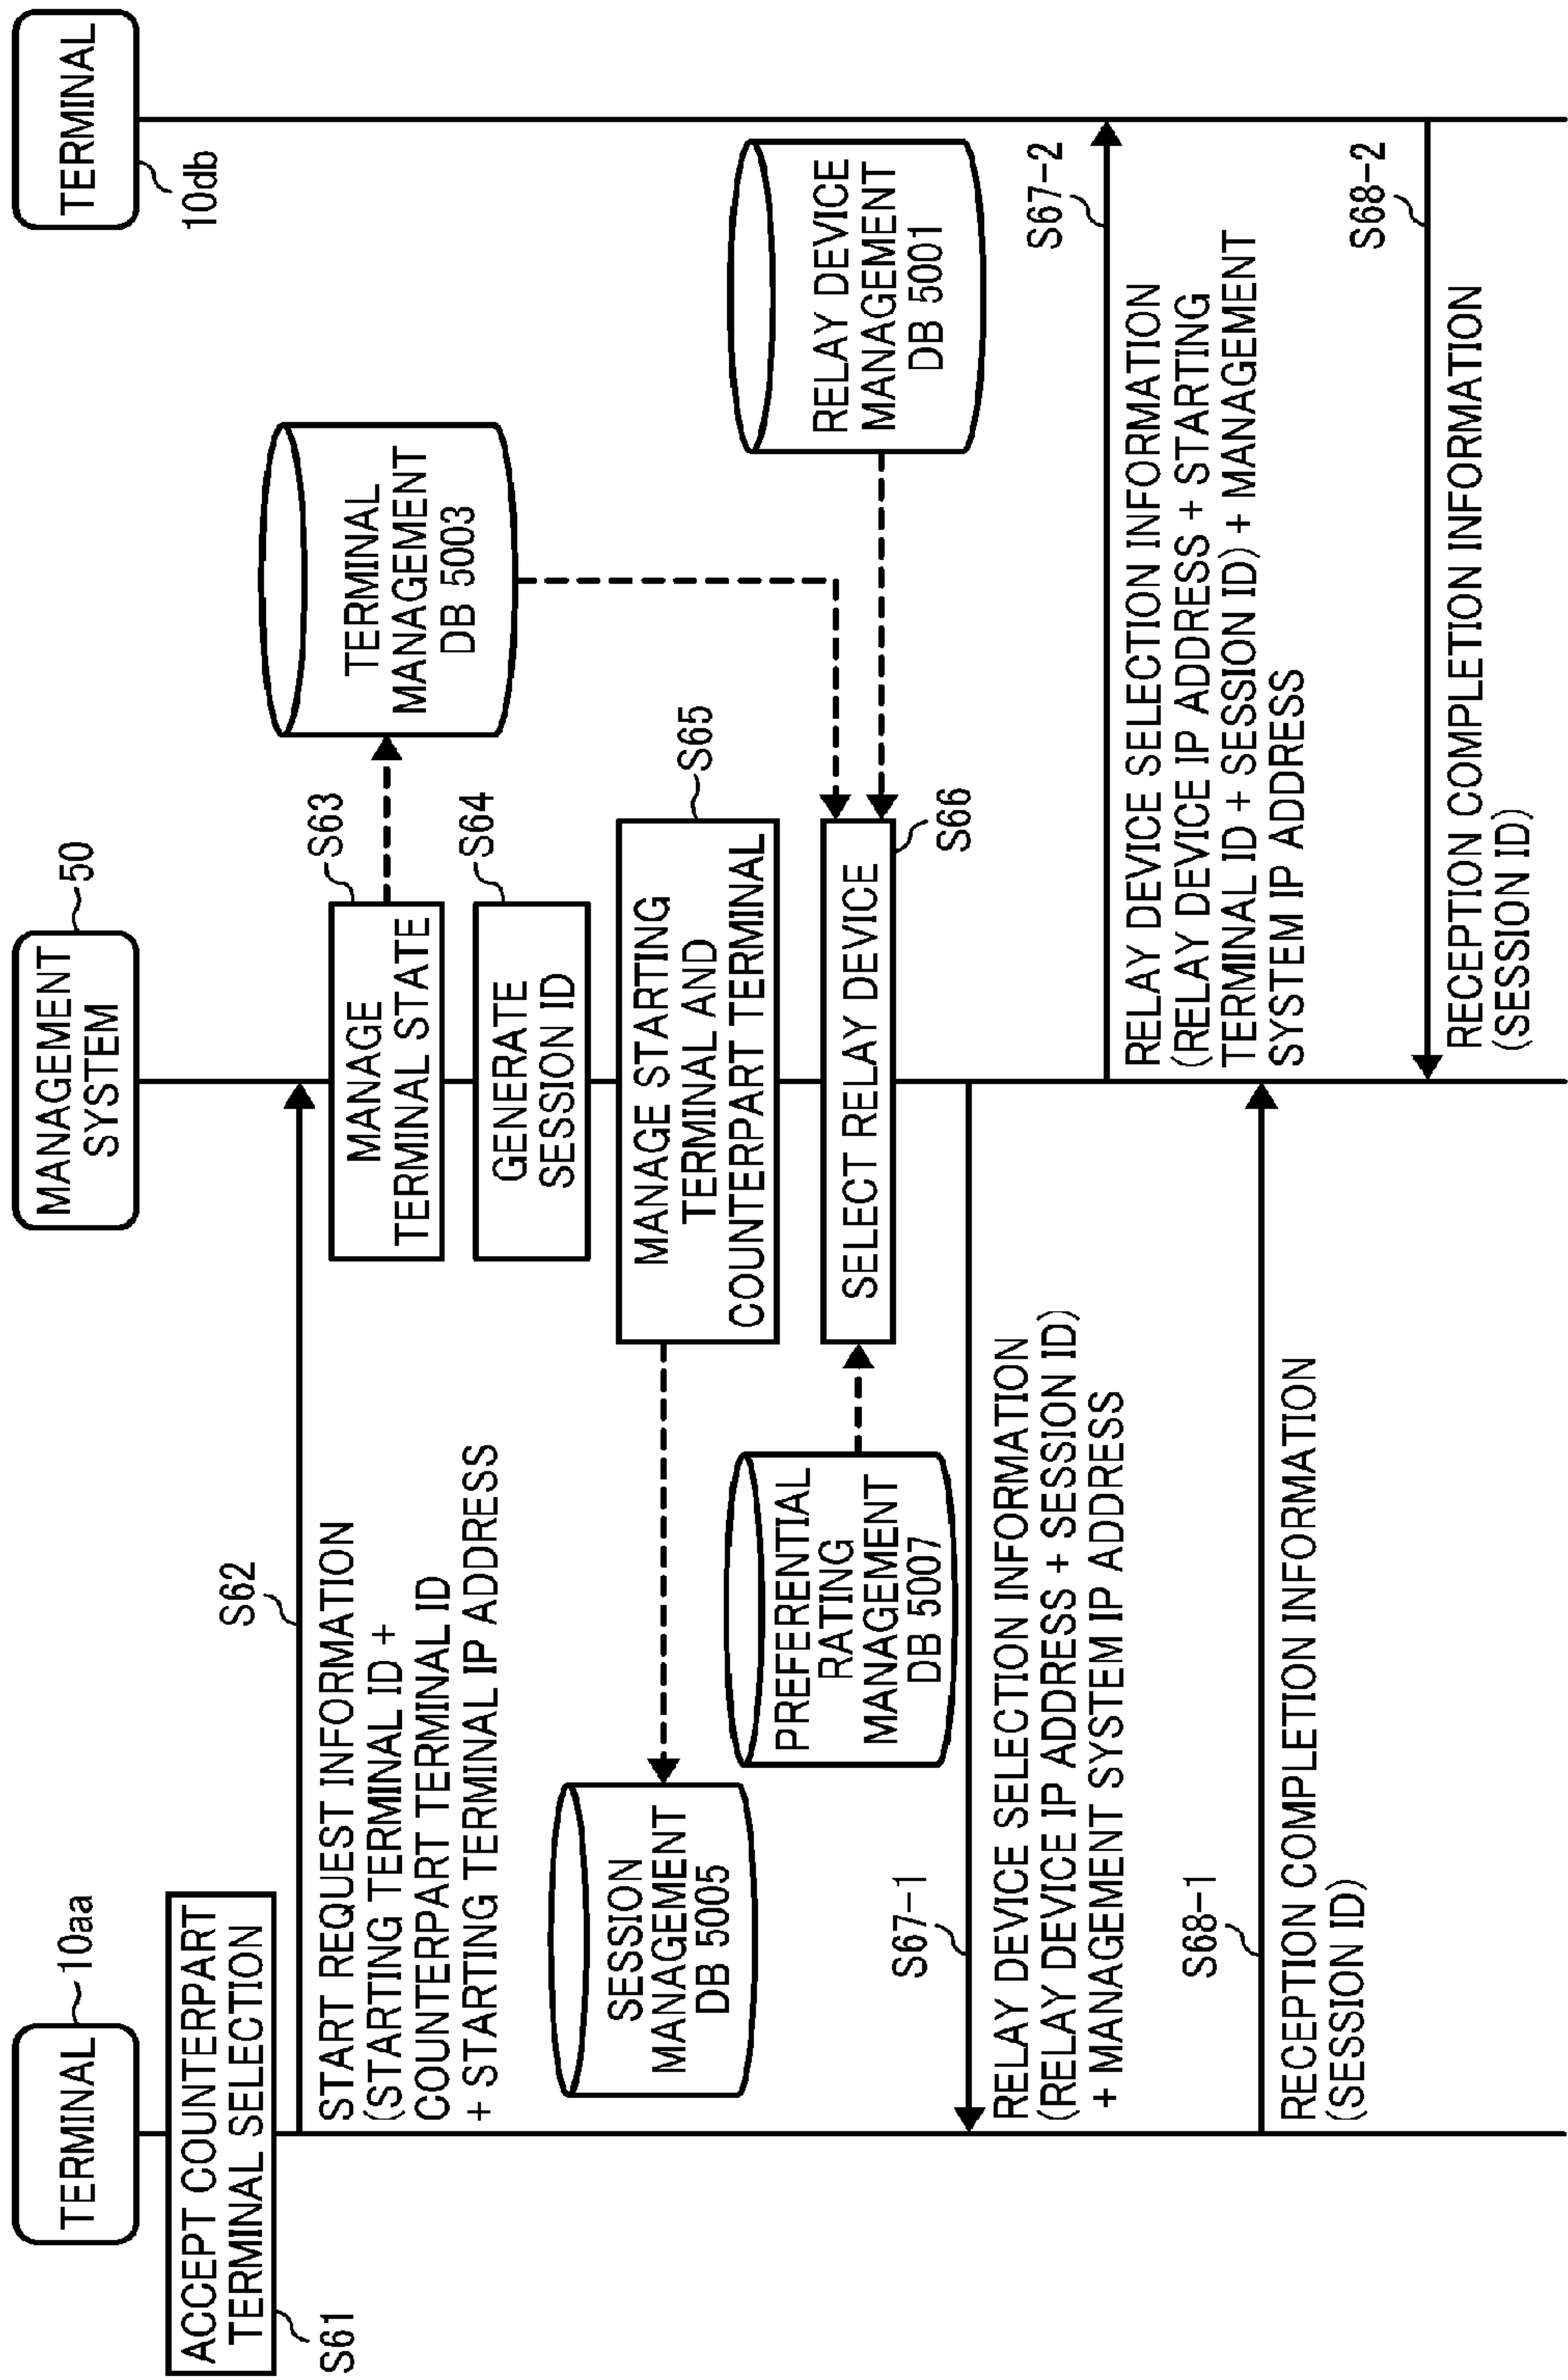 TERMINAL
10aa
MANAGEMENT
SYSTEM
50
TERMINAL
10db
ACCEPT COUNTERPART
TERMINAL SELECTION
S61
S62
START REQUEST INFORMATION
(STARTING TERMINAL ID +
COUNTERPART TERMINAL ID
+ STARTING TERMINAL IP ADDRESS
MANAGE
TERMINAL STATE
S63
TERMINAL
MANAGEMENT
DB 5003
GENERATE
SESSION ID
S64
MANAGE STARTING
TERMINAL AND
COUNTERPART TERMINAL
S65
SESSION
MANAGEMENT
DB 5005
PREFERENTIAL
RATING
MANAGEMENT
DB 5007
SELECT RELAY DEVICE
S66
RELAY DEVICE
MANAGEMENT
DB 5001
S67-1
RELAY DEVICE SELECTION INFORMATION
(RELAY DEVICE IP ADDRESS + SESSION ID)
+ MANAGEMENT SYSTEM IP ADDRESS
S67-2
RELAY DEVICE SELECTION INFORMATION
(RELAY DEVICE IP ADDRESS + STARTING
TERMINAL ID + SESSION ID) + MANAGEMENT
SYSTEM IP ADDRESS
S68-1
RECEPTION COMPLETION INFORMATION
(SESSION ID)
S68-2
RECEPTION COMPLETION INFORMATION
(SESSION ID)